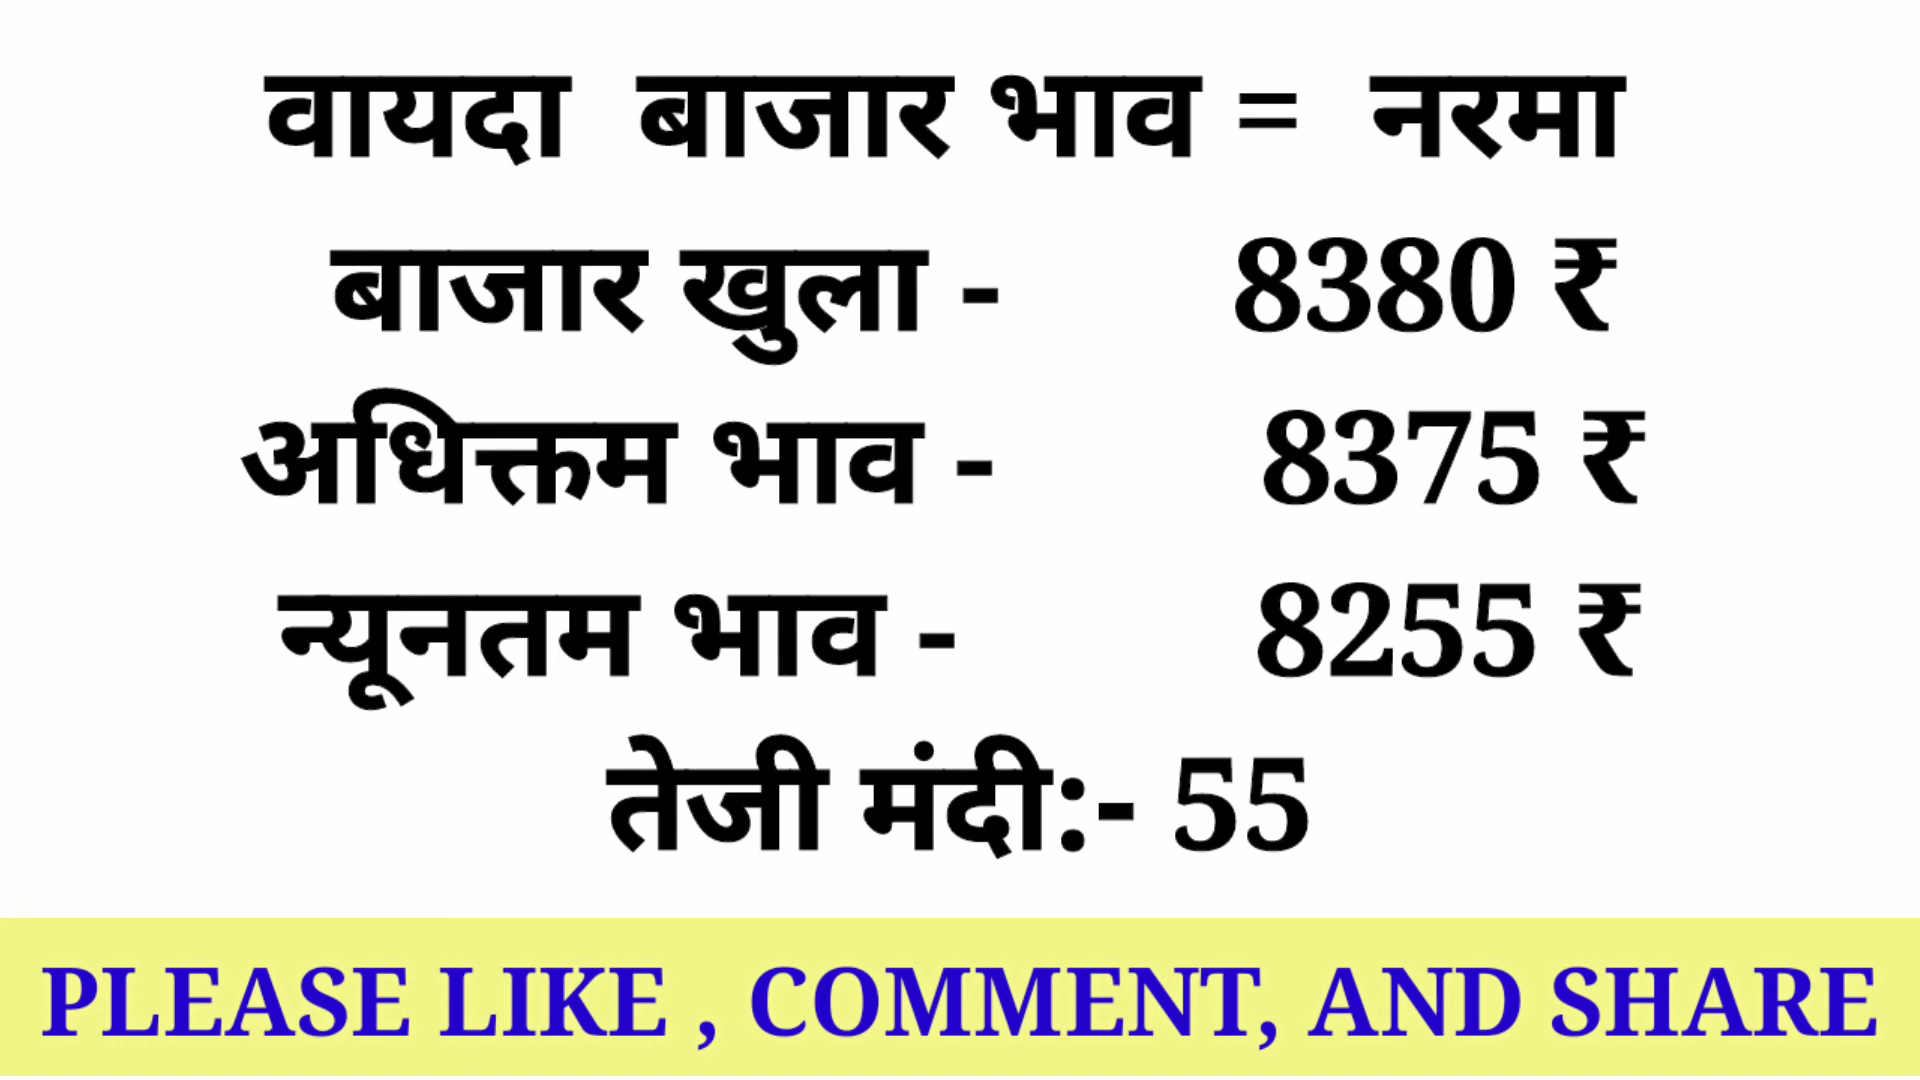 वायदा बाजार भाव = नरमा
बाजार खुला - 8380 ₹
अधिक्तम भाव - 8375 ₹
न्यूनतम भाव - 8255 ₹
तेजी मंदी:- 55
PLEASE LIKE , COMMENT, AND SHARE